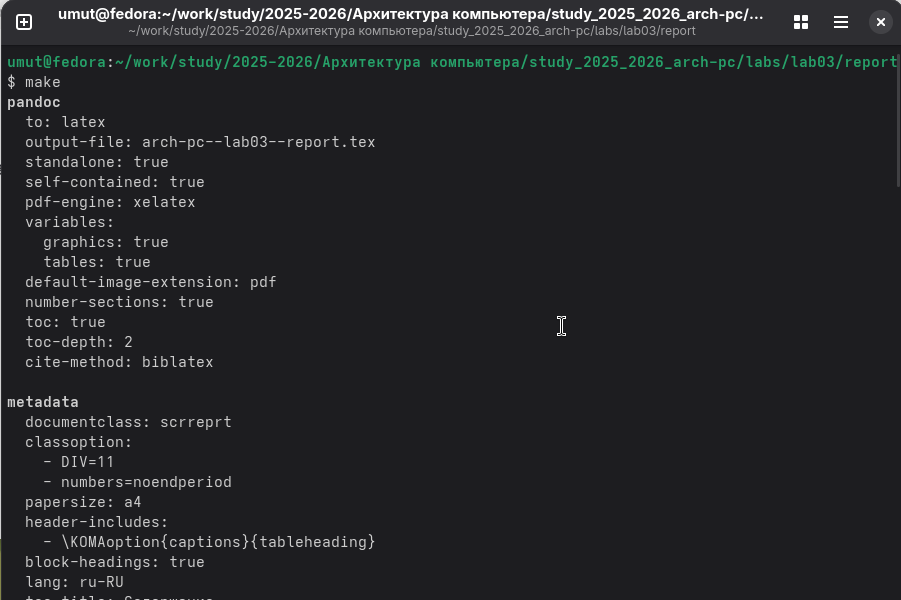 umut@fedora:~/work/study/2025-2026/Архитектура компьютера/study_2025_2026_arch-pc/...
~/work/study/2025-2026/Архитектура компьютера/study_2025_2026_arch-pc/labs/lab03/report
umut@fedora:~/work/study/2025-2026/Архитектура компьютера/study_2025_2026_arch-pc/labs/lab03/report
$ make
pandoc
  to: latex
  output-file: arch-pc--lab03--report.tex
  standalone: true
  self-contained: true
  pdf-engine: xelatex
  variables:
    graphics: true
    tables: true
  default-image-extension: pdf
  number-sections: true
  toc: true
  toc-depth: 2
  cite-method: biblatex

metadata
  documentclass: scrreprt
  classoption:
    - DIV=11
    - numbers=noendperiod
  papersize: a4
  header-includes:
    - \KOMAoption{captions}{tableheading}
  block-headings: true
  lang: ru-RU